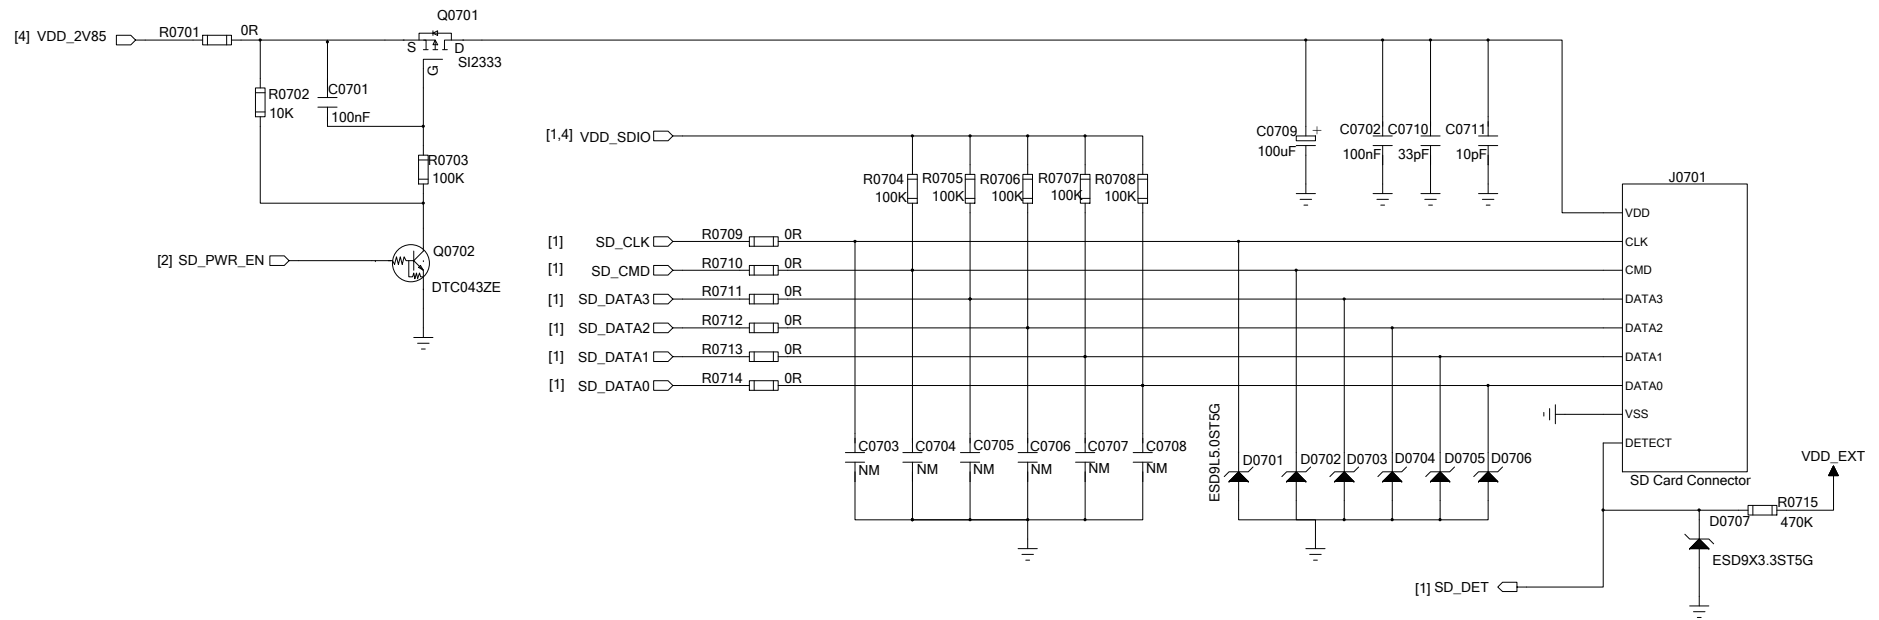 Q0701
[4] VDD_2V85
R0701
0R
S
D
G
SI2333
R0702
10K
C0701
100nF
R0703
100K
[2] SD_PWR_EN
Q0702
DTC043ZE
[1,4] VDD_SDIO
R0704
100K
R0705
100K
R0706
100K
R0707
100K
R0708
100K
C0709
+
100uF
C0702
100nF
C0710
33pF
C0711
10pF
J0701
VDD
CLK
CMD
DATA3
DATA2
DATA1
DATA0
VSS
DETECT
SD Card Connector
[1] SD_CLK R0709 0R
[1] SD_CMD R0710 0R
[1] SD_DATA3 R0711 0R
[1] SD_DATA2 R0712 0R
[1] SD_DATA1 R0713 0R
[1] SD_DATA0 R0714 0R
C0703
NM
C0704
NM
C0705
NM
C0706
NM
C0707
NM
C0708
NM
ESD9L5.0ST5G
D0701
D0702
D0703
D0704
D0705
D0706
VDD_EXT
R0715
470K
D0707
ESD9X3.3ST5G
[1] SD_DET